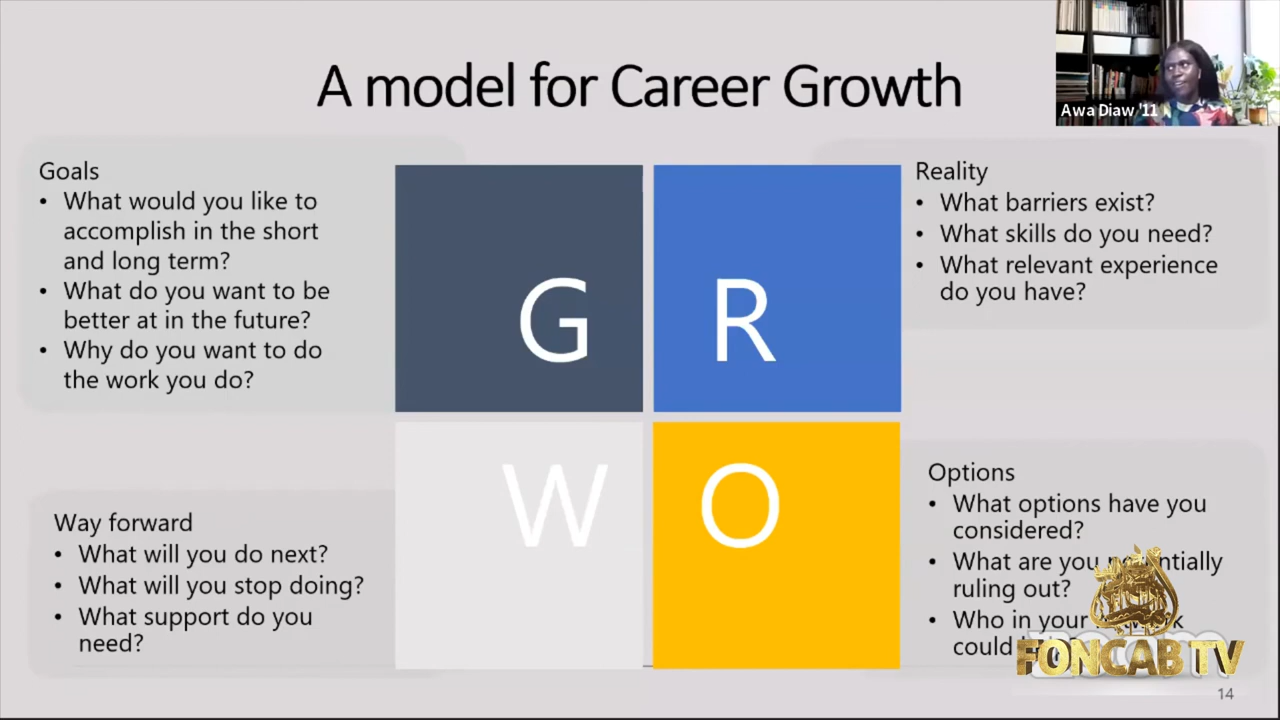 A model for Career Growth
Awa Diaw '11
Goals
• What would you like to
accomplish in the short
and long term?
• What do you want to be
better at in the future?
• Why do you want to do
the work you do?
G
R
Reality
• What barriers exist?
• What skills do you need?
• What relevant experience
do you have?
Way forward
• What will you do next?
• What will you stop doing?
• What support do you
need?
W
O
Options
• What options have you
considered?
• What are you potentially
ruling out?
• Who in your
could
FONCAB TV
14